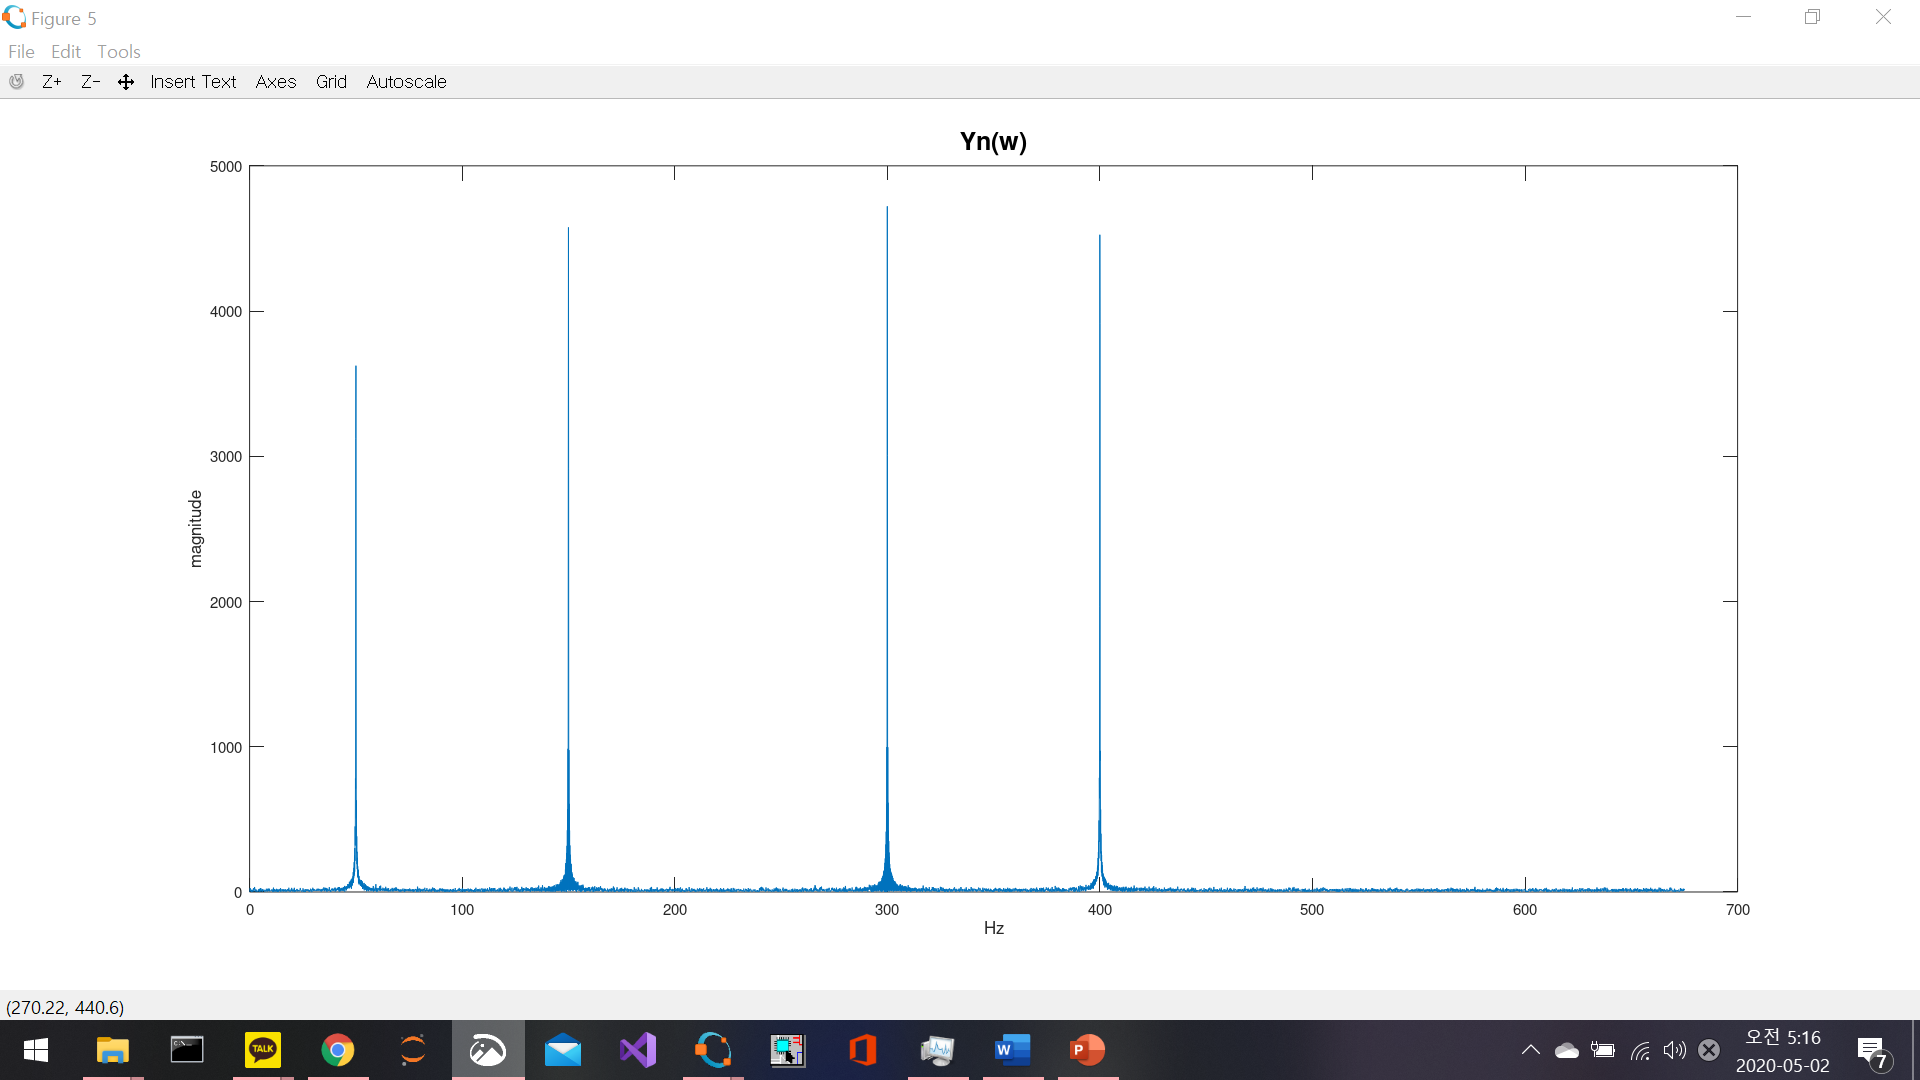 Figure 5
File Edit Tools
Z+ Z- Insert Text Axes Grid Autoscale
Yn(w)
5000
4000
3000
2000
1000
0
magnitude
0 100 200 300 400 500 600 700
Hz
(270.22, 440.6)
TALK
W
P
오전 5:16
2020-05-02
7